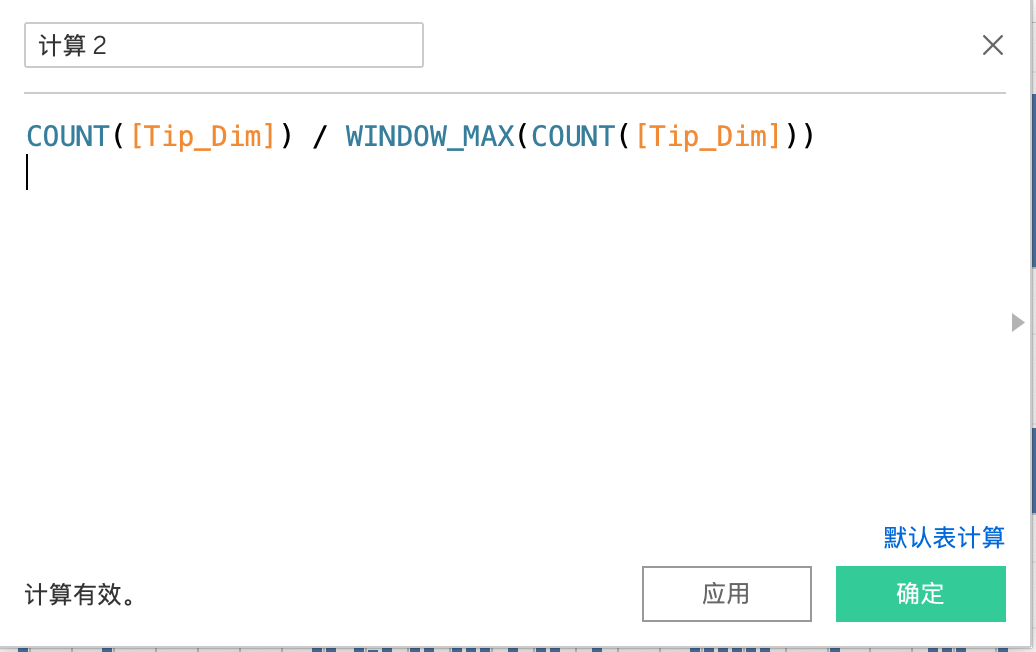 计算 2
COUNT([Tip_Dim]) / WINDOW_MAX(COUNT([Tip_Dim]))
默认表计算
计算有效。
应用
确定